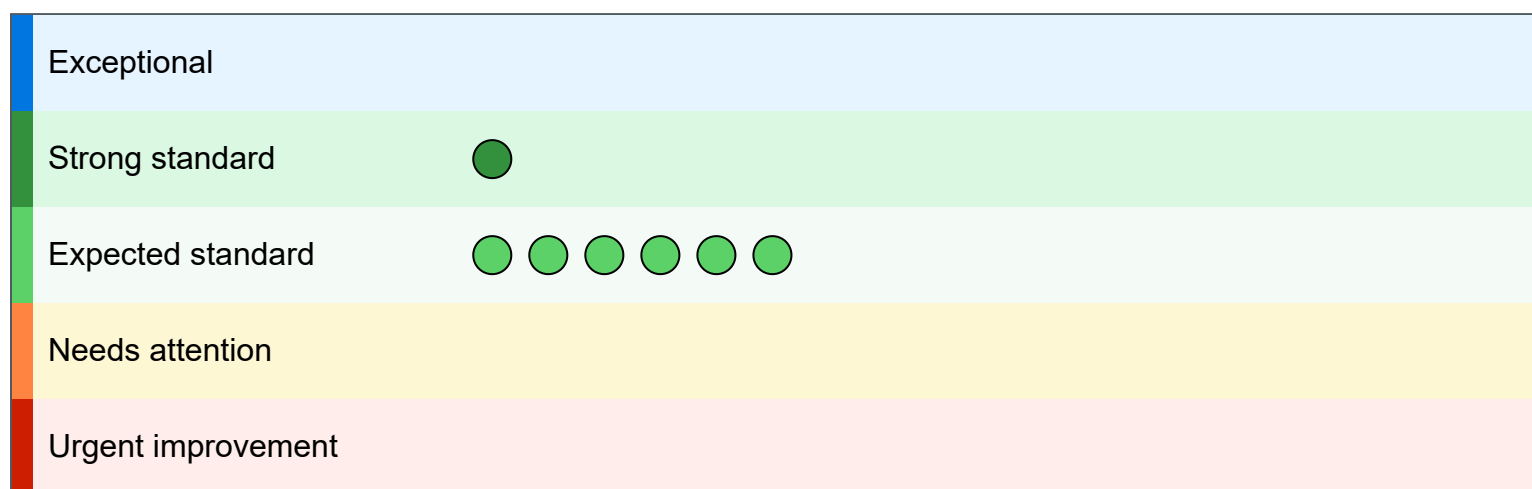 Exceptional
Strong standard
Expected standard
Needs attention
Urgent improvement